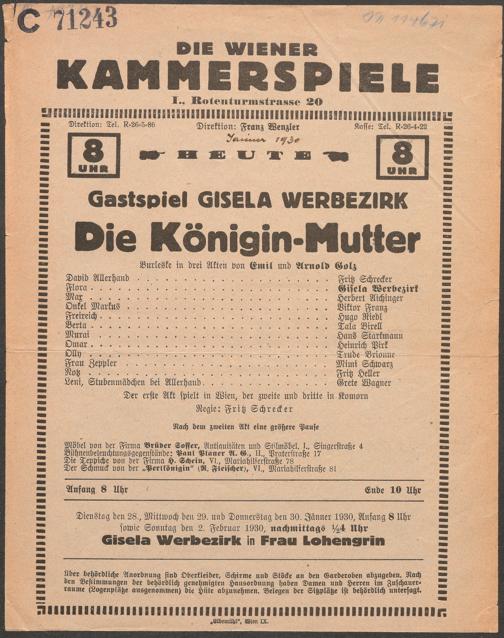 C 71243
DIE WIENER
KAMMERSPIELE
I., Rotenturmstrasse 20
Direktion: Tel. R-26-5-86 Direktion: Franz Wenzler Kasse: Tel. R-26-4-22
Jänner 1930
8 UHR HEUTE 8 UHR
Gastspiel GISELA WERBEZIRK
Die Königin-Mutter
Burleske in drei Akten von Emil und Arnold Golz
David Allerhand Fritz Schrecker
Flora Gisela Werbezirk
Max Herbert Aichinger
Onkel Markus Viktor Franz
Freireich Hugo Riedl
Berta Tala Birell
Murai Hans Starkmann
Omar Heinrich Pirk
Olly Trude Brionne
Frau Zeppler Mimi Schwarz
Notz Fritz Heller
Leni, Stubenmädchen bei Allerhand Grete Wagner
Der erste Akt spielt in Wien, der zweite und dritte in Komorn
Regie: Fritz Schrecker
Nach dem zweiten Akt eine größere Pause
Möbel von der Firma Brüder Soffer, Antiquitäten und Stilmöbel, I., Singerstraße 4
Bühnenbeleuchtungsgegenstände: Paul Planer A. G., II., Praterstraße 17
Die Teppiche von der Firma H. Schein, VI., Mariahilferstraße 78
Der Schmuck von der „Perlkönigin" (R. Fleischer), VI., Mariahilferstraße 81
Anfang 8 Uhr Ende 10 Uhr
Dienstag den 28., Mittwoch den 29. und Donnerstag den 30. Jänner 1930, Anfang 8 Uhr
sowie Sonntag den 2. Februar 1930, nachmittags ½4 Uhr
Gisela Werbezirk in Frau Lohengrin
Über behördliche Anordnung sind Oberkleider, Schirme und Stöcke an den Garderoben abzugeben. Nach
den Bestimmungen der behördlich genehmigten Hausordnung haben Damen und Herren im Zuschauer-
raume (Logenplätze ausgenommen) die Hüte abzunehmen. Belegen der Sitzplätze ist behördlich untersagt.
„Elbemühl", Wien IX.